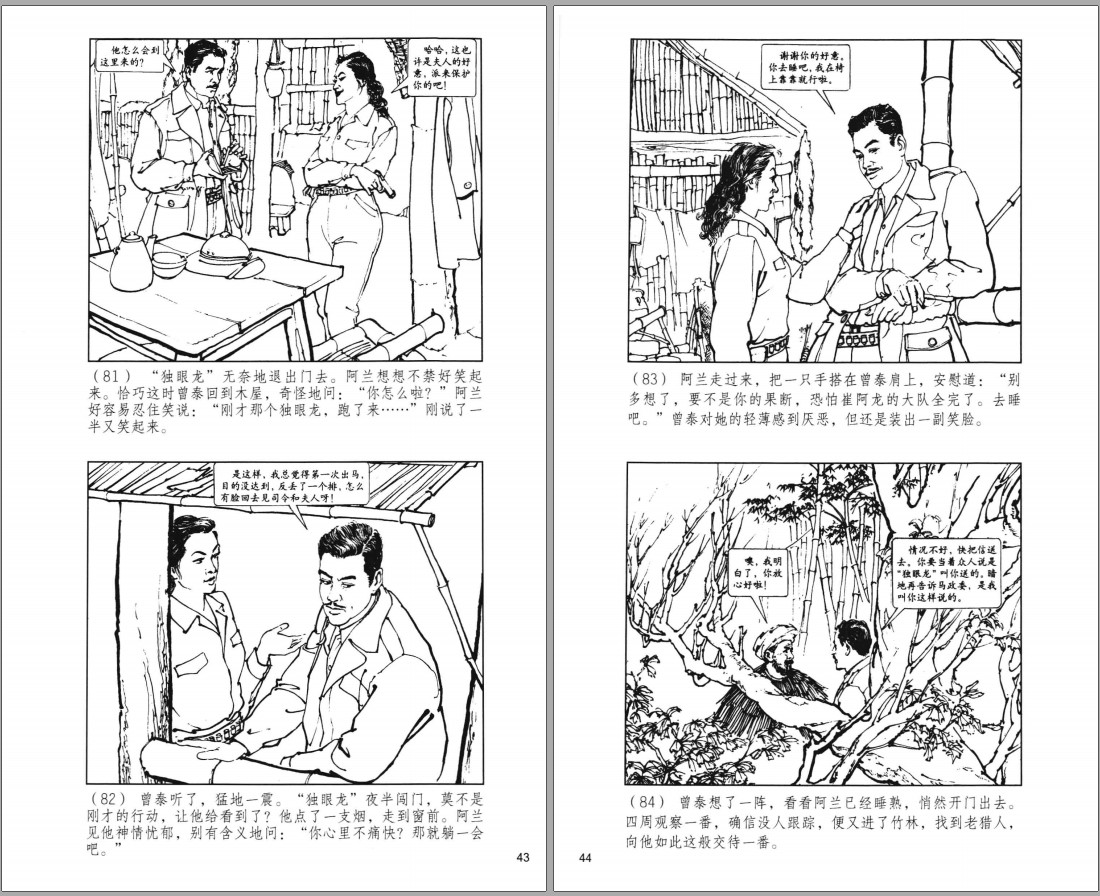 他怎么会到
这里来的？
哈哈，这也
许是夫人的好
意，派来保护
你的吧！
（81） “独眼龙”无奈地退出门去。阿兰想想不禁好笑起
来。恰巧这时曾泰回到木屋，奇怪地问：“你怎么啦？”阿兰
好容易忍住笑说：“刚才那个独眼龙，跑了来……”刚说了一
半又笑起来。
是这样，我总觉得第一次出马，
目的没达到，反丢了一个排，怎么
有脸回去见司令和夫人呀！
（82） 曾泰听了，猛地一震。“独眼龙”夜半闯门，莫不是
刚才的行动，让他给看到了？他点了一支烟，走到窗前。阿兰
见他神情忧郁，别有含义地问：“你心里不痛快？那就躺一会
吧。”
43
谢谢你的好意，
你去睡吧，我在椅
上靠靠就行啦。
（83） 阿兰走过来，把一只手搭在曾泰肩上，安慰道：“别
多想了，要不是你的果断，恐怕崔阿龙的大队全完了。去睡
吧。”曾泰对她的轻薄感到厌恶，但还是装出一副笑脸。
噢，我明
白了，你放
心好啦！
情况不好，快把信送
去。你要当着众人说是
“独眼龙”叫你送的，暗
地再告诉马政委，是我
叫你这样说的。
（84） 曾泰想了一阵，看看阿兰已经睡熟，悄然开门出去。
四周观察一番，确信没人跟踪，便又进了竹林，找到老猎人，
向他如此这般交待一番。
44